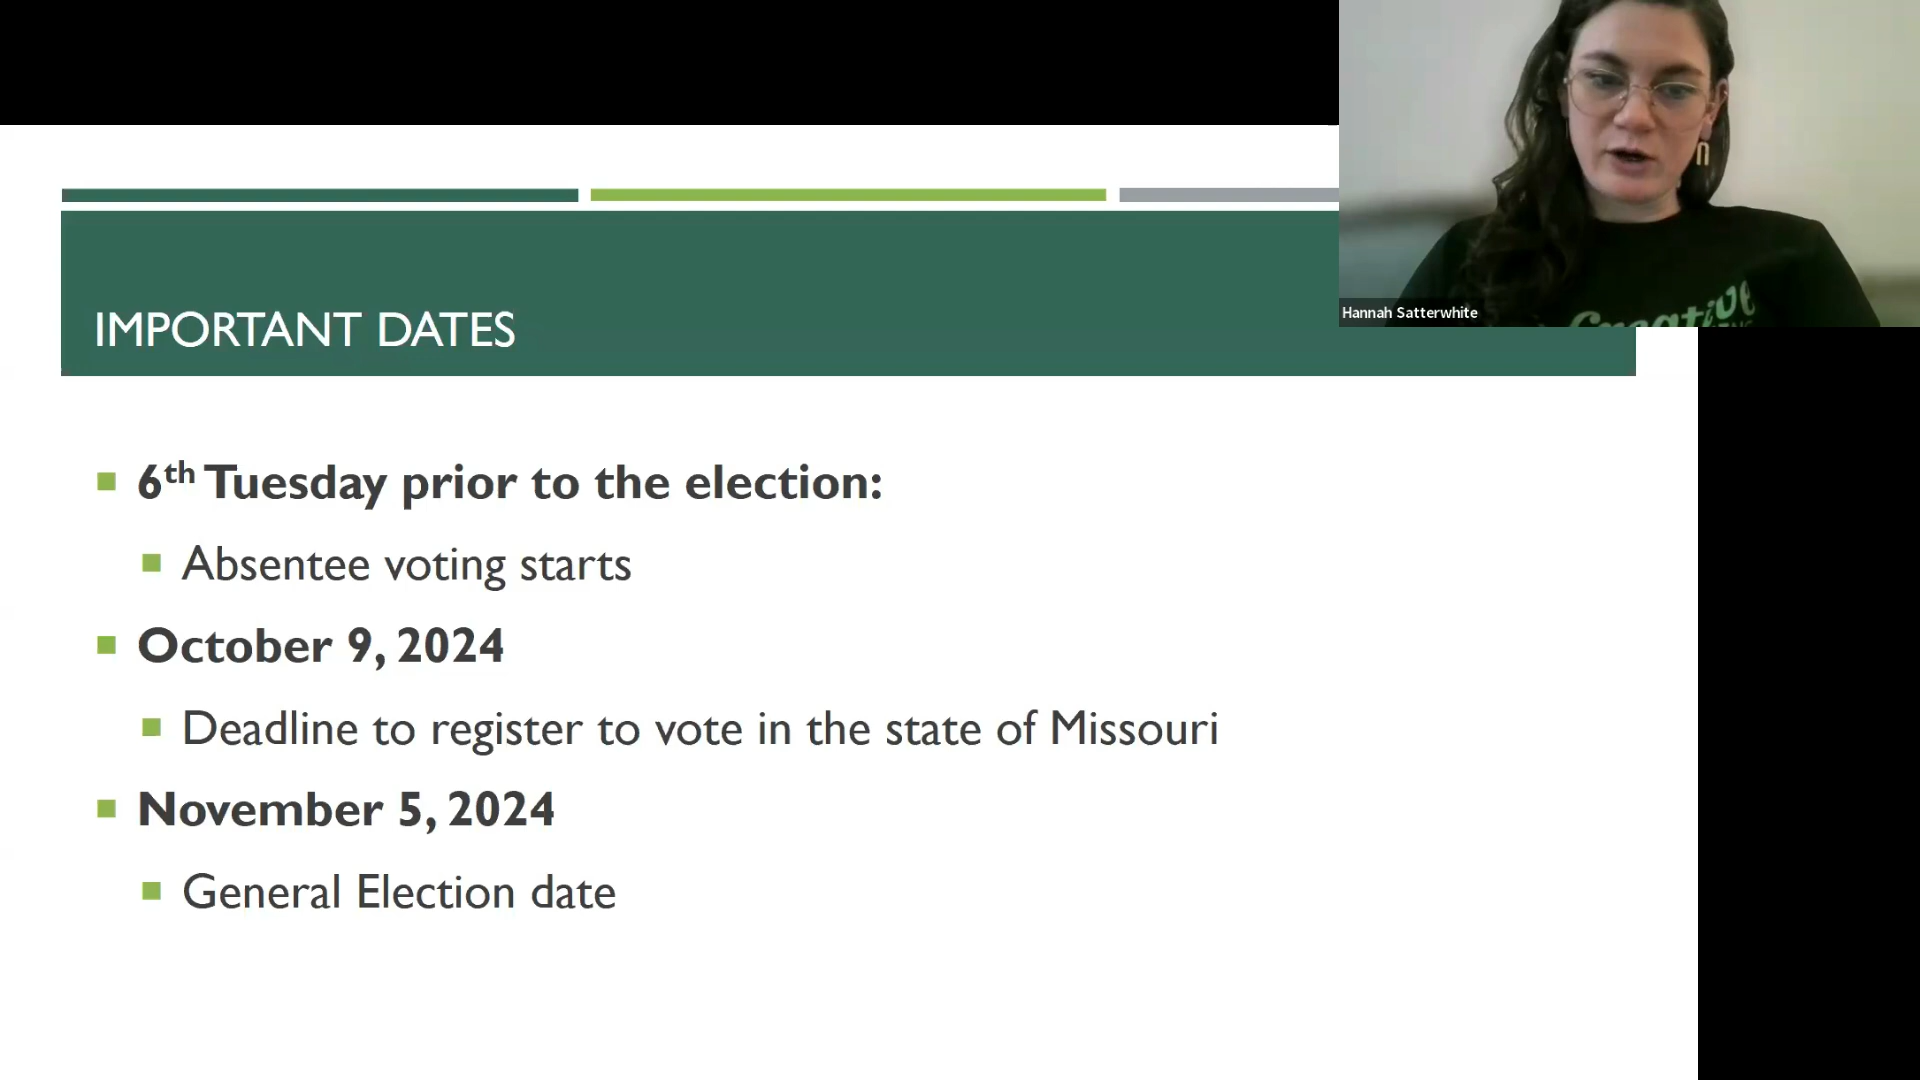 Creative
Hannah Satterwhite
IMPORTANT DATES
6th Tuesday prior to the election:
Absentee voting starts
October 9, 2024
Deadline to register to vote in the state of Missouri
November 5, 2024
General Election date